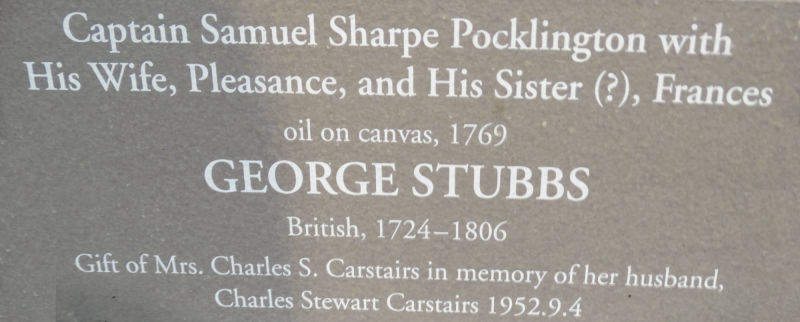 Captain Samuel Sharpe Pocklington with
His Wife, Pleasance, and His Sister (?), Frances
oil on canvas, 1769
GEORGE STUBBS
British, 1724–1806
Gift of Mrs. Charles S. Carstairs in memory of her husband,
Charles Stewart Carstairs 1952.9.4